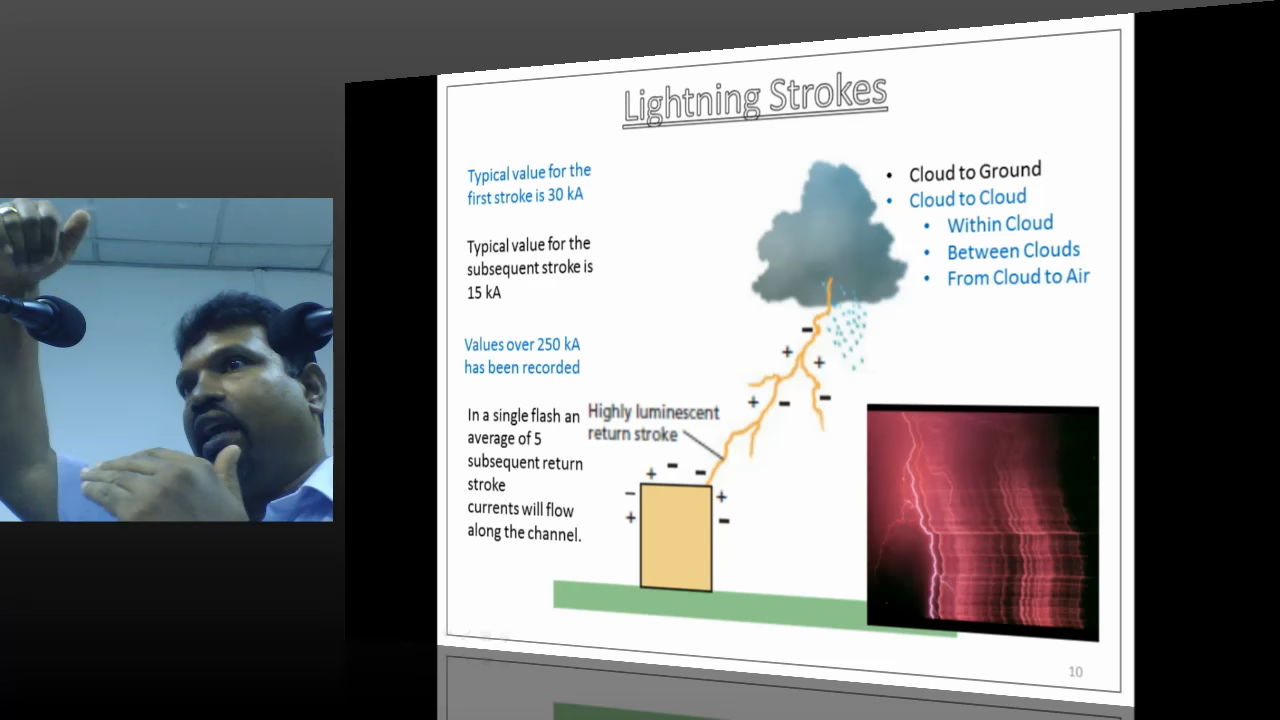 Lightning Strokes
Typical value for the
first stroke is 30 kA
Typical value for the
subsequent stroke is
15 kA
Values over 250 kA
has been recorded
In a single flash an
average of 5
subsequent return
stroke
currents will flow
along the channel.
Highly luminescent
return stroke
• Cloud to Ground
• Cloud to Cloud
• Within Cloud
• Between Clouds
• From Cloud to Air
10